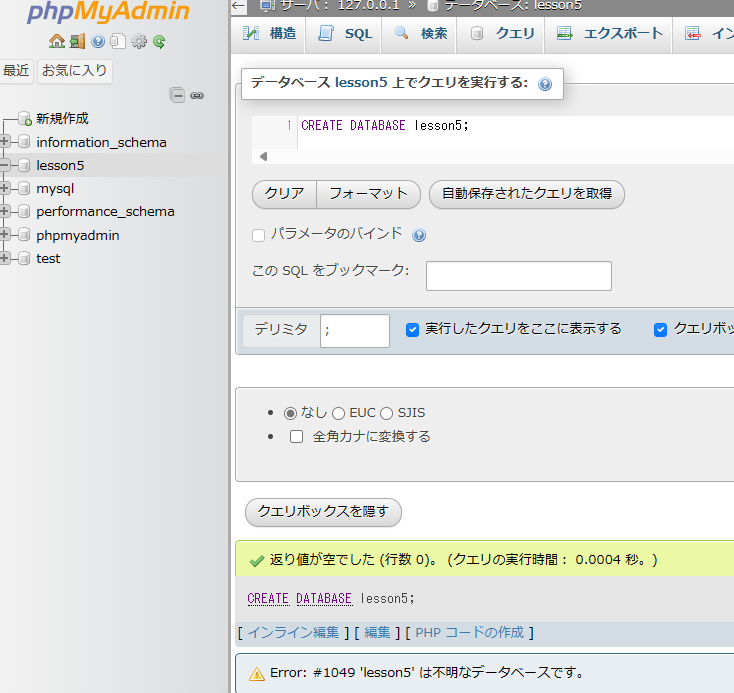 phpMyAdmin
最近 お気に入り
新規作成
information_schema
lesson5
mysql
performance_schema
phpmyadmin
test
サーバ: 127.0.0.1 » データベース: lesson5
構造 SQL 検索 クエリ エクスポート イン
データベース lesson5 上でクエリを実行する:
1 CREATE DATABASE lesson5;
クリア フォーマット 自動保存されたクエリを取得
パラメータのバインド
この SQL をブックマーク:
デリミタ ; 実行したクエリをここに表示する クエリボッ
なし EUC SJIS
全角カナに変換する
クエリボックスを隠す
返り値が空でした (行数 0)。 (クエリの実行時間: 0.0004 秒。)
CREATE DATABASE lesson5;
[ インライン編集 ] [ 編集 ] [ PHP コードの作成 ]
Error: #1049 'lesson5' は不明なデータベースです。